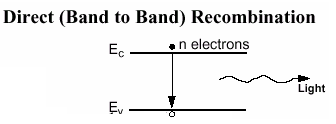 Direct (Band to Band) Recombination
Ec n electrons
Light
Ev